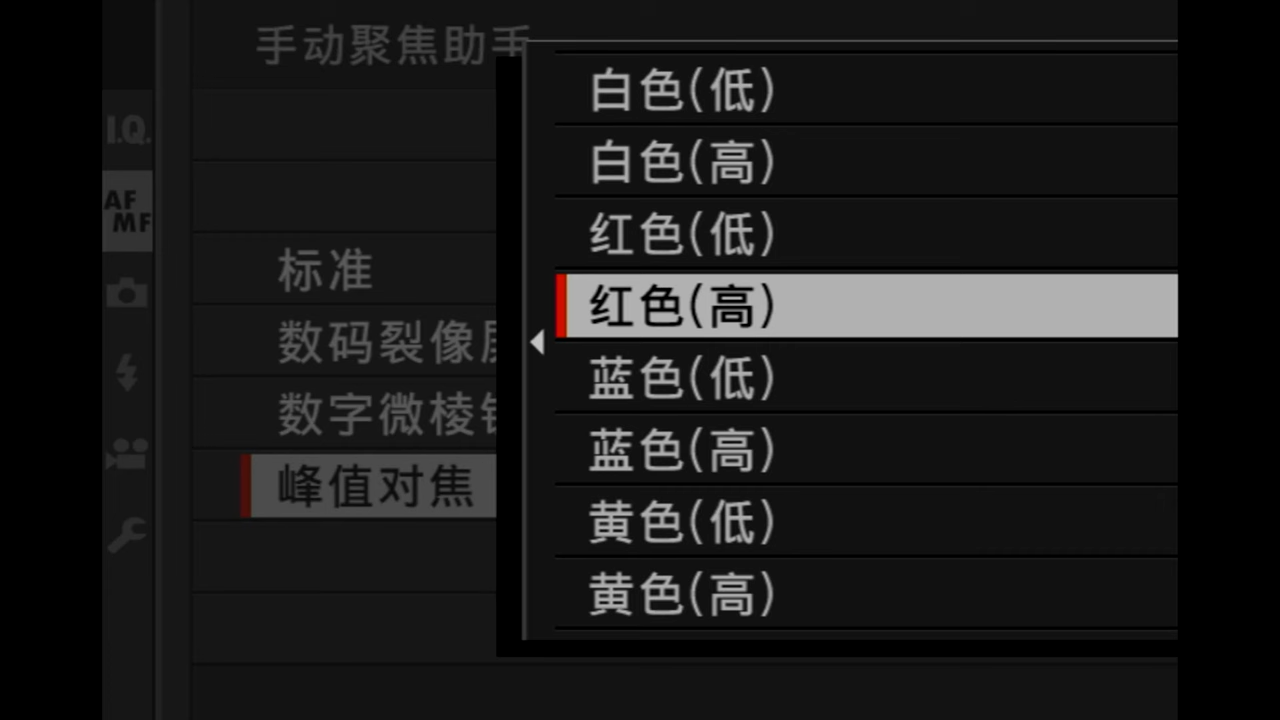 手动聚焦助手
I.Q.
AF
MF
标准
数码裂像
数字微棱
峰值对焦
白色(低)
白色(高)
红色(低)
红色(高)
蓝色(低)
蓝色(高)
黄色(低)
黄色(高)